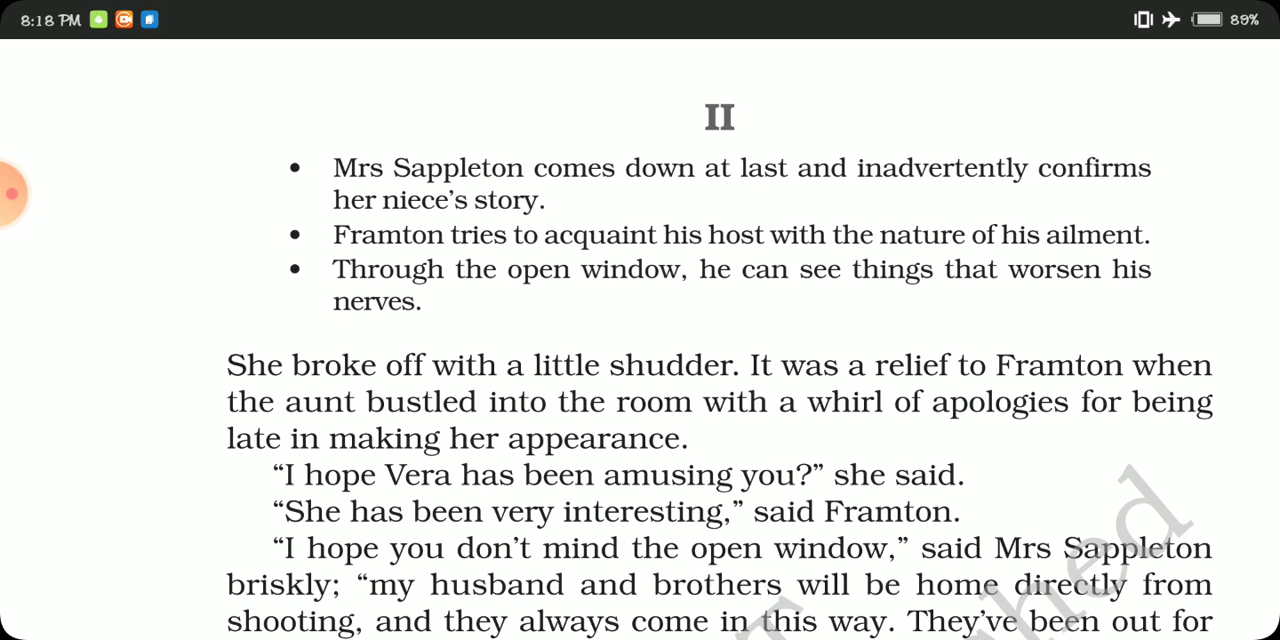 8:18 PM
89%
II
• Mrs Sappleton comes down at last and inadvertently confirms
her niece's story.
• Framton tries to acquaint his host with the nature of his ailment.
• Through the open window, he can see things that worsen his
nerves.
She broke off with a little shudder. It was a relief to Framton when
the aunt bustled into the room with a whirl of apologies for being
late in making her appearance.
“I hope Vera has been amusing you?” she said.
“She has been very interesting,” said Framton.
“I hope you don't mind the open window,” said Mrs Sappleton
briskly; “my husband and brothers will be home directly from
shooting, and they always come in this way. They've been out for